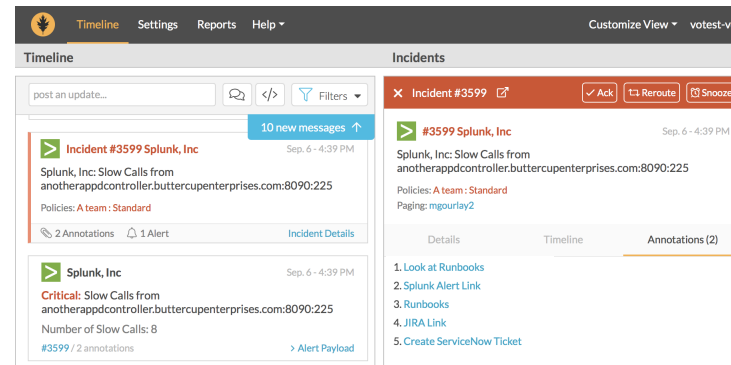 Timeline Settings Reports Help Customize View
Timeline
post an update...
</>
Filters
10 new messages
Incident #3599 Splunk, Inc Sep. 6 - 4:39 PM
Splunk, Inc: Slow Calls from
anotherappdcontroller.buttercupenterprises.com:8090:225
Policies: A team : Standard
2 Annotations 1 Alert Incident Details
Splunk, Inc Sep. 6 - 4:39 PM
Critical: Slow Calls from
anotherappdcontroller.buttercupenterprises.com:8090:225
Number of Slow Calls: 8
#3599 / 2 annotations > Alert Payload
Incidents
Incident #3599 Ack Reroute Snooze
#3599 Splunk, Inc Sep. 6 - 4:39 PM
Splunk, Inc: Slow Calls from
anotherappdcontroller.buttercupenterprises.com:8090:225
Policies: A team : Standard
Paging: mgourlay2
Details Timeline Annotations (2)
1. Look at Runbooks
2. Splunk Alert Link
3. Runbooks
4. JIRA Link
5. Create ServiceNow Ticket